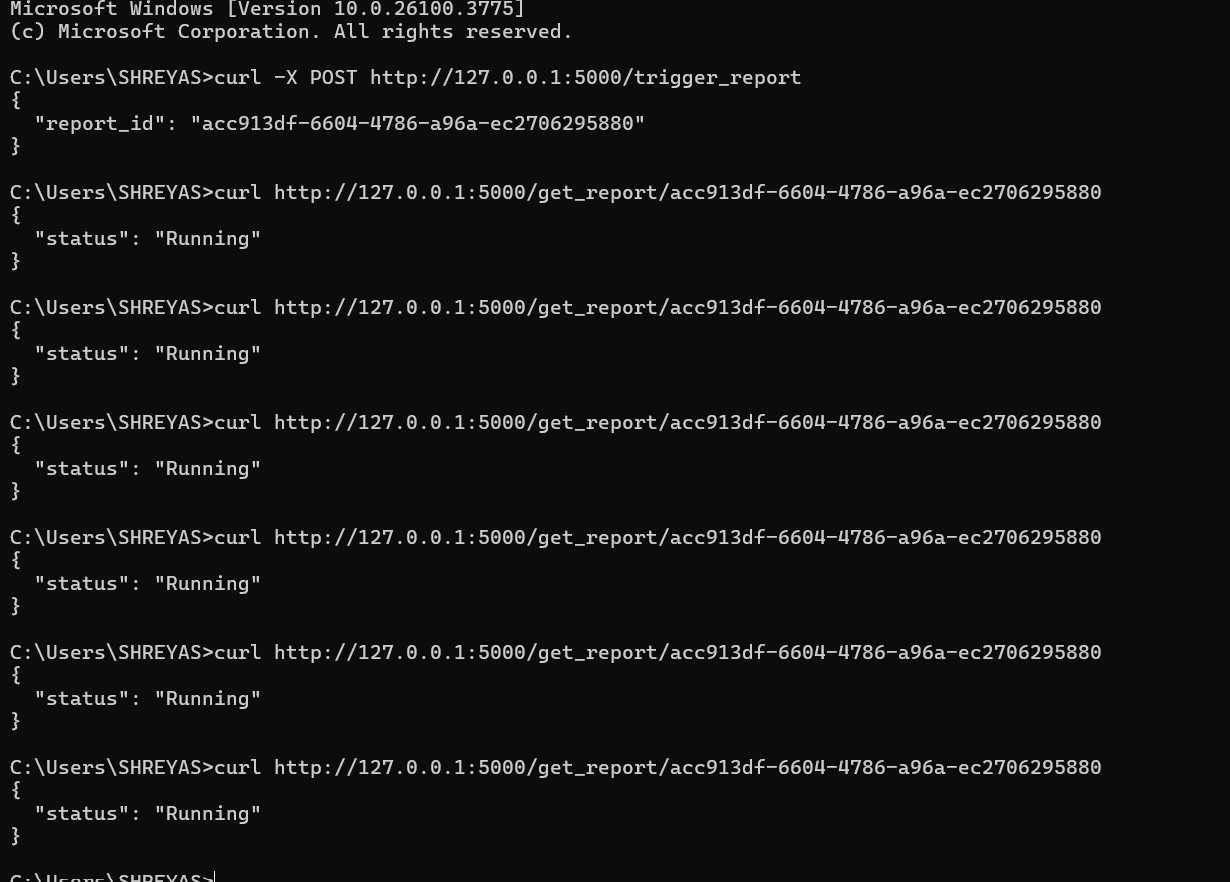 Microsoft Windows [Version 10.0.26100.3775]
(c) Microsoft Corporation. All rights reserved.
C:\Users\SHREYAS>curl -X POST http://127.0.0.1:5000/trigger_report
{
"report_id": "acc913df-6604-4786-a96a-ec2706295880"
}
C:\Users\SHREYAS>curl http://127.0.0.1:5000/get_report/acc913df-6604-4786-a96a-ec2706295880
{
"status": "Running"
}
C:\Users\SHREYAS>curl http://127.0.0.1:5000/get_report/acc913df-6604-4786-a96a-ec2706295880
{
"status": "Running"
}
C:\Users\SHREYAS>curl http://127.0.0.1:5000/get_report/acc913df-6604-4786-a96a-ec2706295880
{
"status": "Running"
}
C:\Users\SHREYAS>curl http://127.0.0.1:5000/get_report/acc913df-6604-4786-a96a-ec2706295880
{
"status": "Running"
}
C:\Users\SHREYAS>curl http://127.0.0.1:5000/get_report/acc913df-6604-4786-a96a-ec2706295880
{
"status": "Running"
}
C:\Users\SHREYAS>curl http://127.0.0.1:5000/get_report/acc913df-6604-4786-a96a-ec2706295880
{
"status": "Running"
}
C:\Users\SHREYAS>